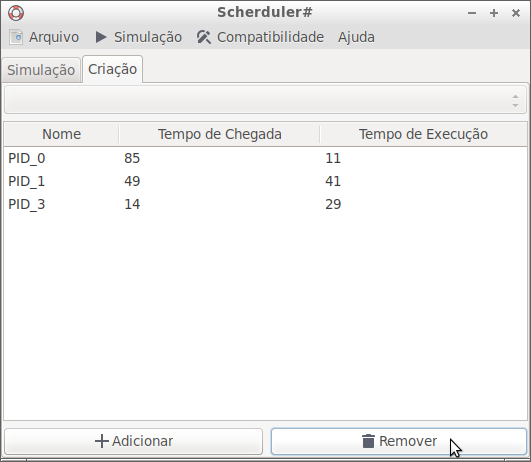 Scherduler#
Arquivo Simulação Compatibilidade Ajuda
Simulação Criação
Nome Tempo de Chegada Tempo de Execução
PID_0 85 11
PID_1 49 41
PID_3 14 29
Adicionar Remover